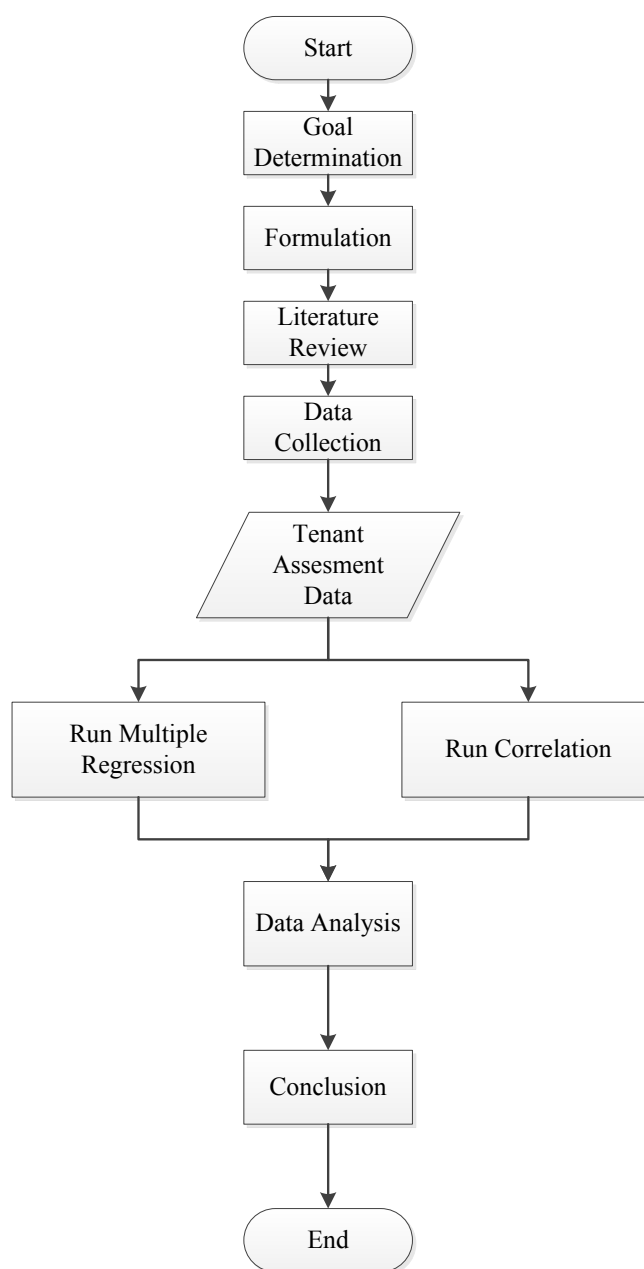 Start
Goal
Determination
Formulation
Literature
Review
Data
Collection
Tenant
Assesment
Data
Run Multiple
Regression
Run Correlation
Data Analysis
Conclusion
End